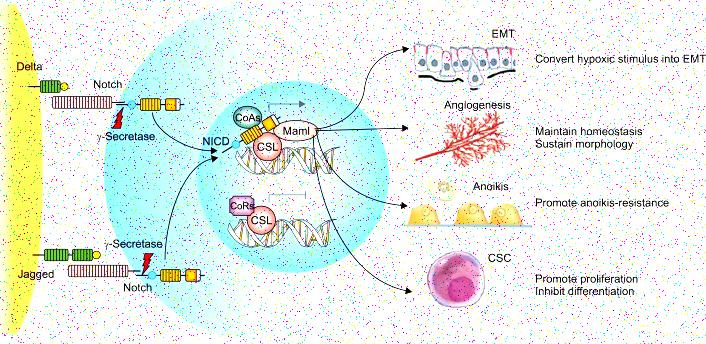 EMT
Delta
Convert hypoxic stimulus into EMT
Notch
Angiogenesis
CoAs
γ-Secretase
Maml
Maintain homeostasis
Sustain morphology
NICD
CSL
Anoikis
CoRs
Promote anoikis-resistance
CSL
γ-Secretase
CSC
Jagged
Notch
Promote proliferation
Inhibit differentiation